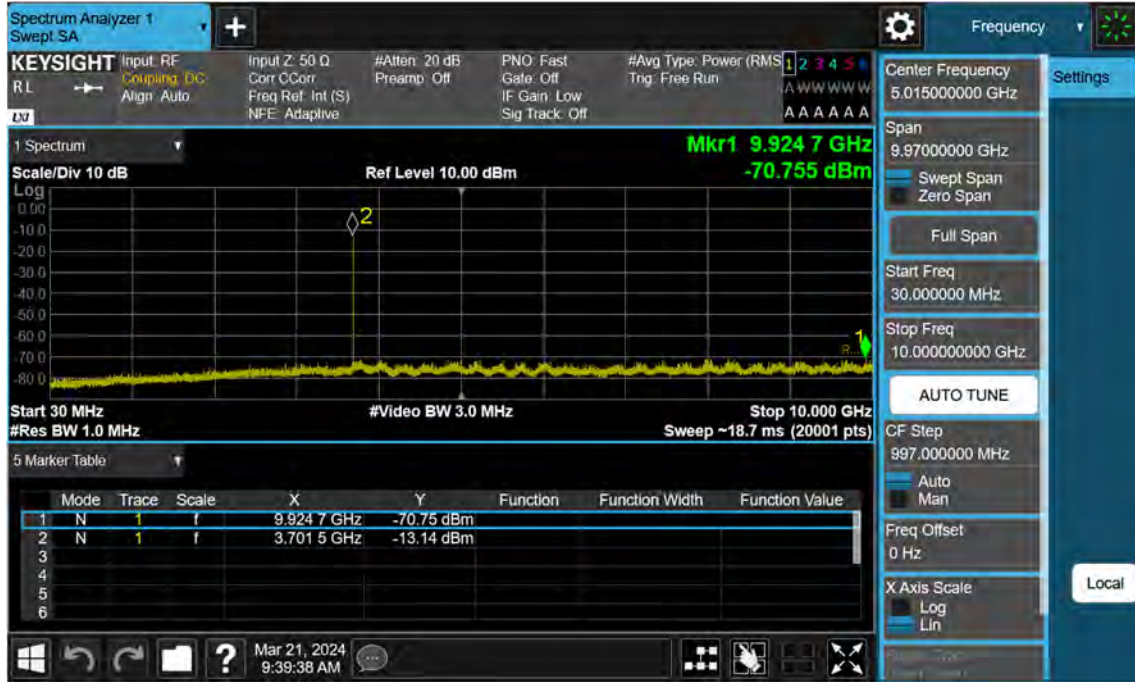 Spectrum Analyzer 1
Swept SA
Frequency
KEYSIGHT
RL
LXI
Input: RF
Coupling: DC
Align: Auto
Input Z: 50 Ω
Corr CCorr
Freq Ref: Int (S)
NFE: Adaptive
#Atten: 20 dB
Preamp: Off
PNO: Fast
Gate: Off
IF Gain: Low
Sig Track: Off
#Avg Type: Power (RMS
Trig: Free Run
1 2 3 4 5 6
A W W W W W
A A A A A A
1 Spectrum
Scale/Div 10 dB
Ref Level 10.00 dBm
Mkr1 9.924 7 GHz
-70.755 dBm
Log
0.00
-10.0
-20.0
-30.0
-40.0
-50.0
-60.0
-70.0
-80.0
2
1
R...
Start 30 MHz
#Video BW 3.0 MHz
Stop 10.000 GHz
#Res BW 1.0 MHz
Sweep ~18.7 ms (20001 pts)
5 Marker Table
Mode Trace Scale X Y Function Function Width Function Value
1 N 1 f 9.924 7 GHz -70.75 dBm
2 N 1 f 3.701 5 GHz -13.14 dBm
3
4
5
6
?
Mar 21, 2024
9:39:38 AM
Center Frequency
5.015000000 GHz
Span
9.97000000 GHz
Swept Span
Zero Span
Full Span
Start Freq
30.000000 MHz
Stop Freq
10.000000000 GHz
AUTO TUNE
CF Step
997.000000 MHz
Auto
Man
Freq Offset
0 Hz
X Axis Scale
Log
Lin
Settings
Local